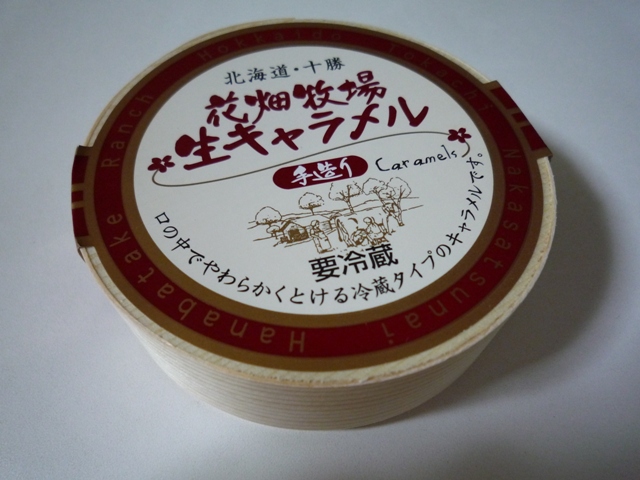 北海道・十勝
花畑牧場
生キャラメル
手造り Caramels
要冷蔵
口の中でやわらかくとける冷蔵タイプのキャラメルです。
Hanabatake Ranch Hokkaido Tokachi Nakasatsunai,